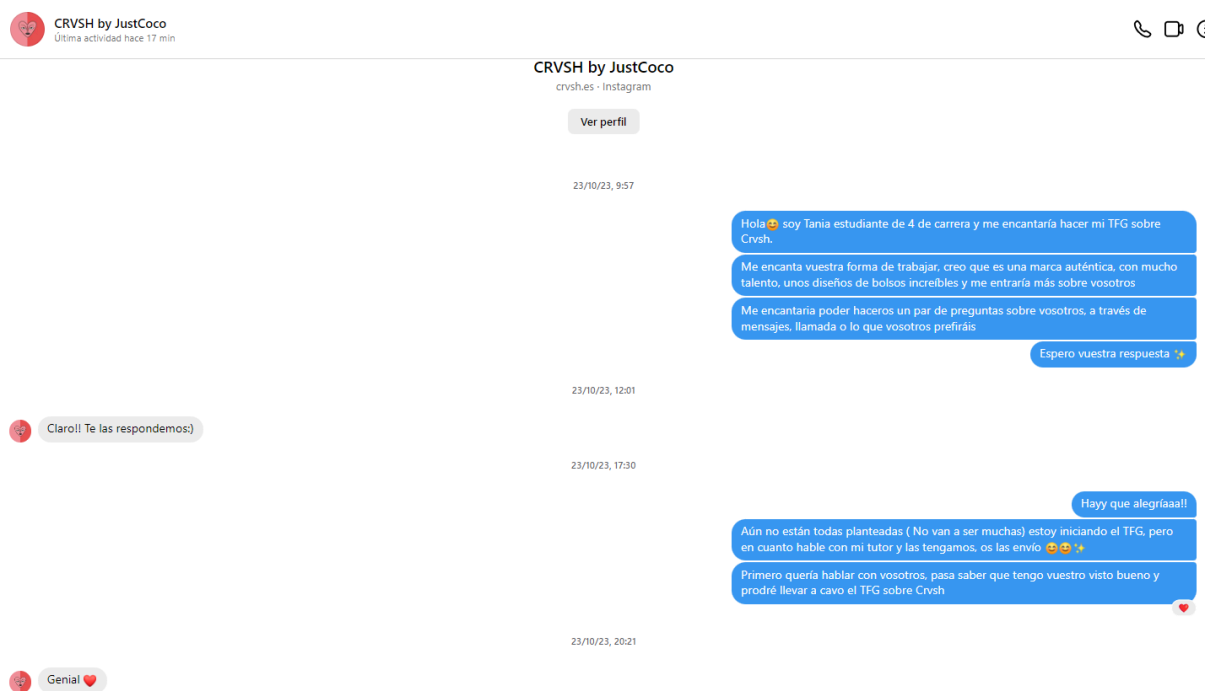 CRVSH by JustCoco
Última actividad hace 17 min
CRVSH by JustCoco
crvsh.es · Instagram
Ver perfil
23/10/23, 9:57
Hola😊 soy Tania estudiante de 4 de carrera y me encantaría hacer mi TFG sobre
Crvsh.
Me encanta vuestra forma de trabajar, creo que es una marca auténtica, con mucho
talento, unos diseños de bolsos increíbles y me entraría más sobre vosotros
Me encantaria poder haceros un par de preguntas sobre vosotros, a través de
mensajes, llamada o lo que vosotros prefiráis
Espero vuestra respuesta ✨
23/10/23, 12:01
Claro!! Te las respondemos:)
23/10/23, 17:30
Hayy que alegríaaa!!
Aún no están todas planteadas ( No van a ser muchas) estoy iniciando el TFG, pero
en cuanto hable con mi tutor y las tengamos, os las envío 😊😊✨
Primero quería hablar con vosotros, pasa saber que tengo vuestro visto bueno y
prodré llevar a cavo el TFG sobre Crvsh
❤️
23/10/23, 20:21
Genial ❤️